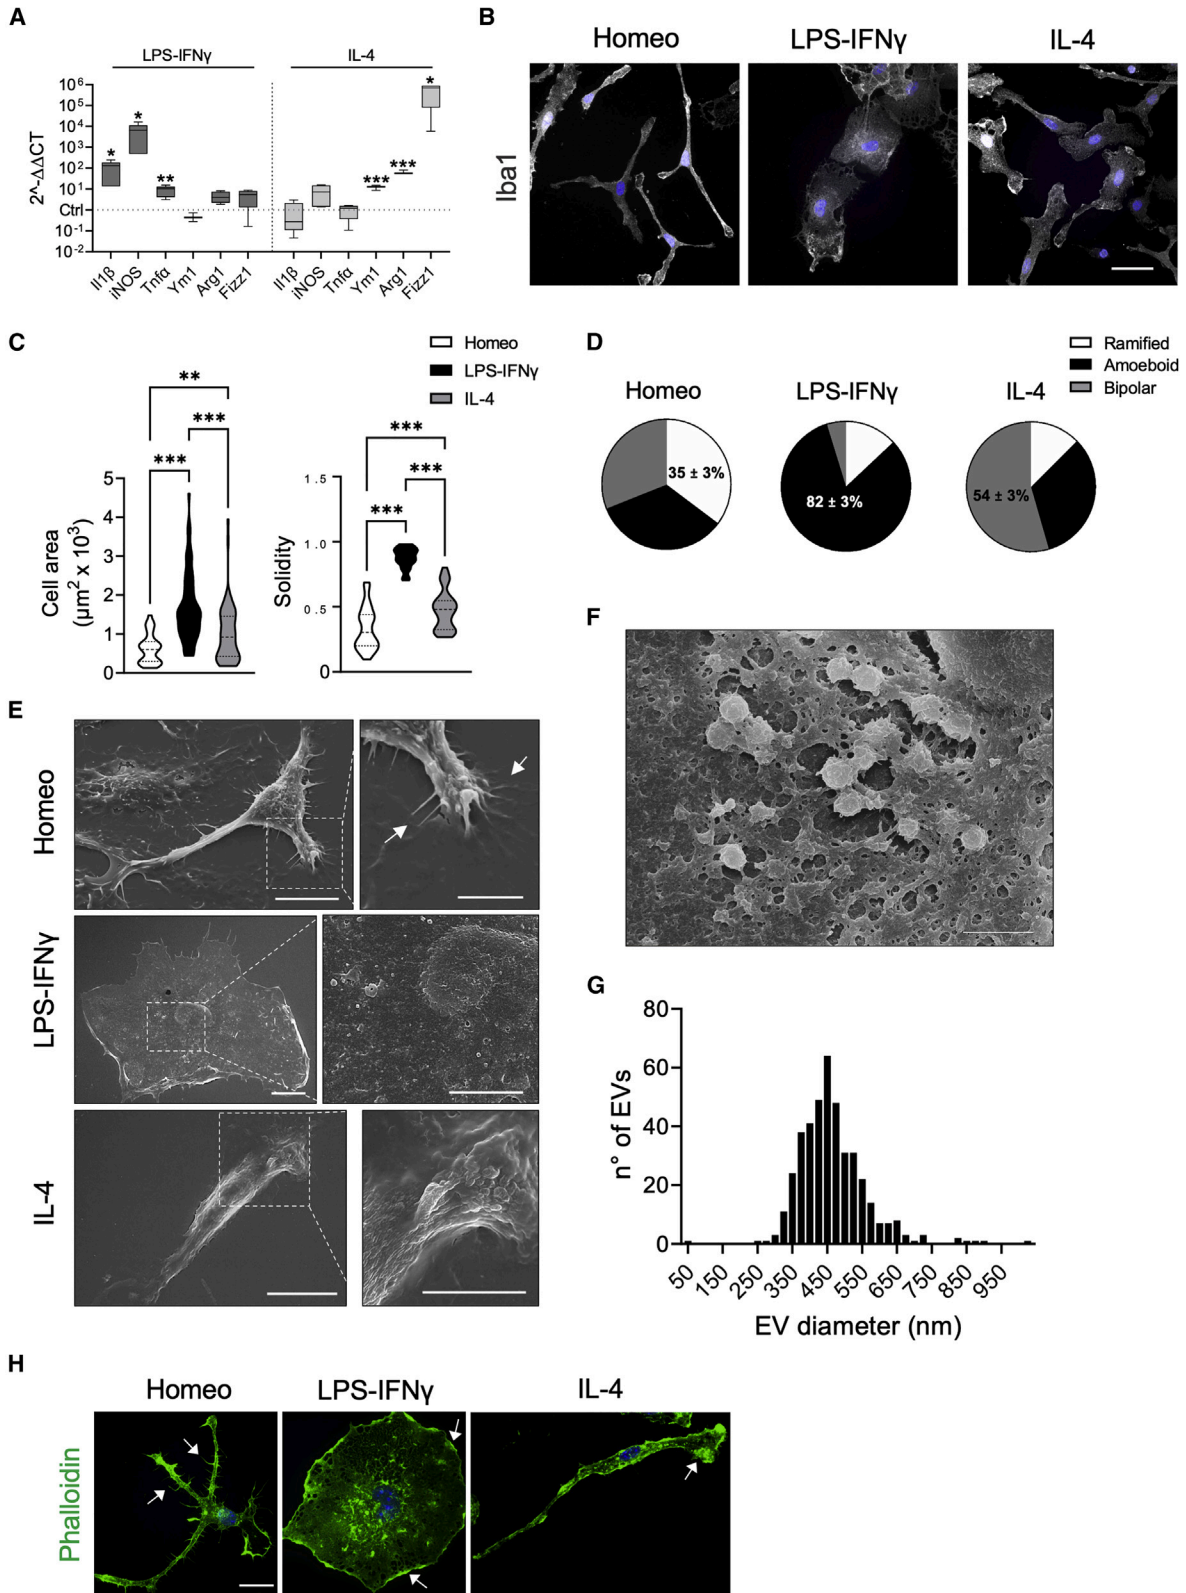 A
LPS-IFNγ
IL-4
2^-ΔΔCT
10⁶
10⁵
10⁴
10³
10²
10¹
Ctrl
10⁻¹
10⁻²
*
*
**
***
***
*
Il1β
iNOS
Tnfα
Ym1
Arg1
Fizz1
Il1β
iNOS
Tnfα
Ym1
Arg1
Fizz1
B
Homeo
LPS-IFNγ
IL-4
Iba1
C
Homeo
LPS-IFNγ
IL-4
**
***
***
Cell area
(µm² x 10³)
5
4
3
2
1
0
***
***
***
Solidity
1.5
1.0
0.5
0.0
D
Ramified
Amoeboid
Bipolar
Homeo
LPS-IFNγ
IL-4
35 ± 3%
82 ± 3%
54 ± 3%
E
Homeo
LPS-IFNγ
IL-4
F
G
n° of EVs
80
60
40
20
0
50
150
250
350
450
550
650
750
850
950
EV diameter (nm)
H
Homeo
LPS-IFNγ
IL-4
Phalloidin